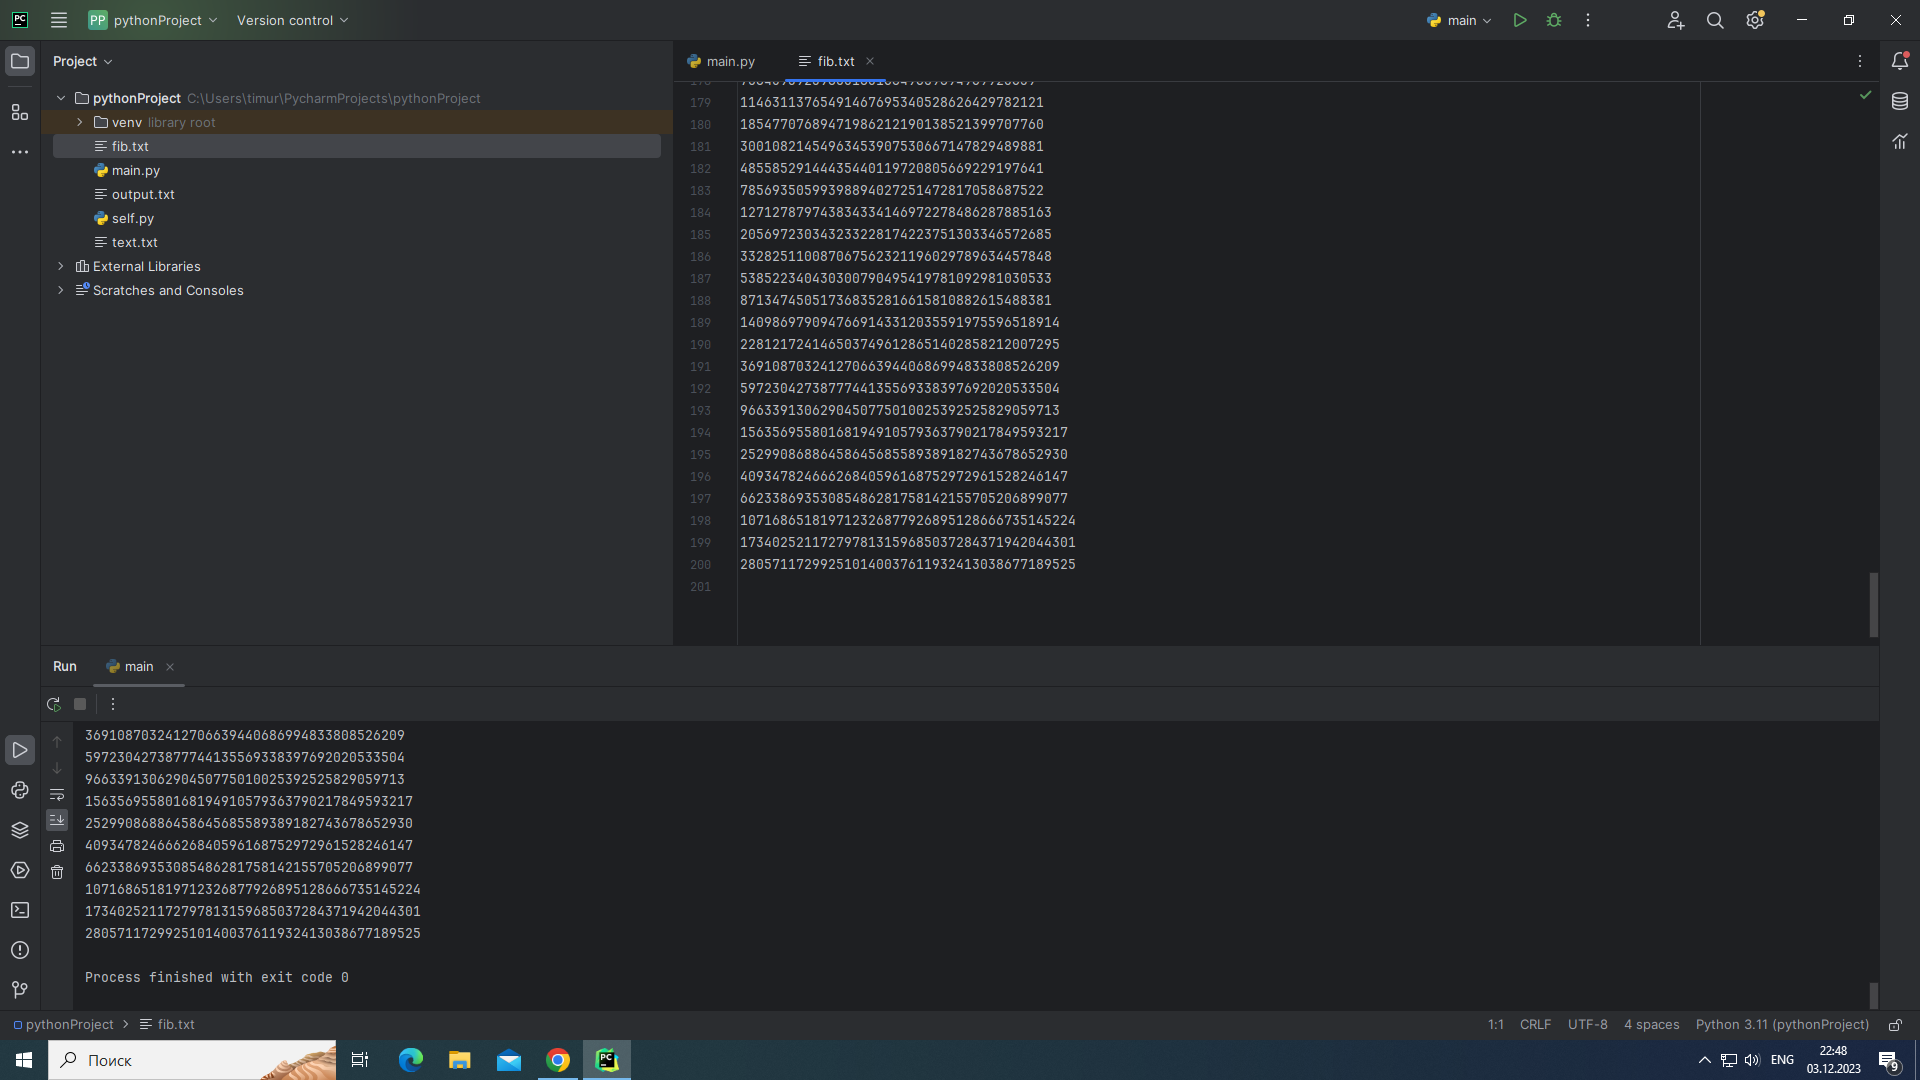 PC
PP pythonProject
Version control
main
Project
pythonProject C:\Users\timur\PycharmProjects\pythonProject
venv library root
fib.txt
main.py
output.txt
self.py
text.txt
External Libraries
Scratches and Consoles
main.py
fib.txt
179 11463113765491467695340528626429782121
180 18547707689471986212190138521399707760
181 30010821454963453907530667147829489881
182 48558529144435440119720805669229197641
183 78569350599398894027251472817058687522
184 127127879743834334146972278486287885163
185 205697230343233228174223751303346572685
186 332825110087067562321196029789634457848
187 538522340430300790495419781092981030533
188 871347450517368352816615810882615488381
189 1409869790947669143312035591975596518914
190 2281217241465037496128651402858212007295
191 3691087032412706639440686994833808526209
192 5972304273877744135569338397692020533504
193 9663391306290450775010025392525829059713
194 15635695580168194910579363790217849593217
195 25299086886458645685589389182743678652930
196 40934782466626840596168752972961528246147
197 66233869353085486281758142155705206899077
198 107168651819712326877926895128666735145224
199 173402521172797813159685037284371942044301
200 280571172992510140037611932413038677189525
201
Run
main
3691087032412706639440686994833808526209
5972304273877744135569338397692020533504
9663391306290450775010025392525829059713
15635695580168194910579363790217849593217
25299086886458645685589389182743678652930
40934782466626840596168752972961528246147
66233869353085486281758142155705206899077
107168651819712326877926895128666735145224
173402521172797813159685037284371942044301
280571172992510140037611932413038677189525
Process finished with exit code 0
pythonProject > fib.txt
1:1 CRLF UTF-8 4 spaces Python 3.11 (pythonProject)
Поиск
PC
ENG
22:48
03.12.2023
9